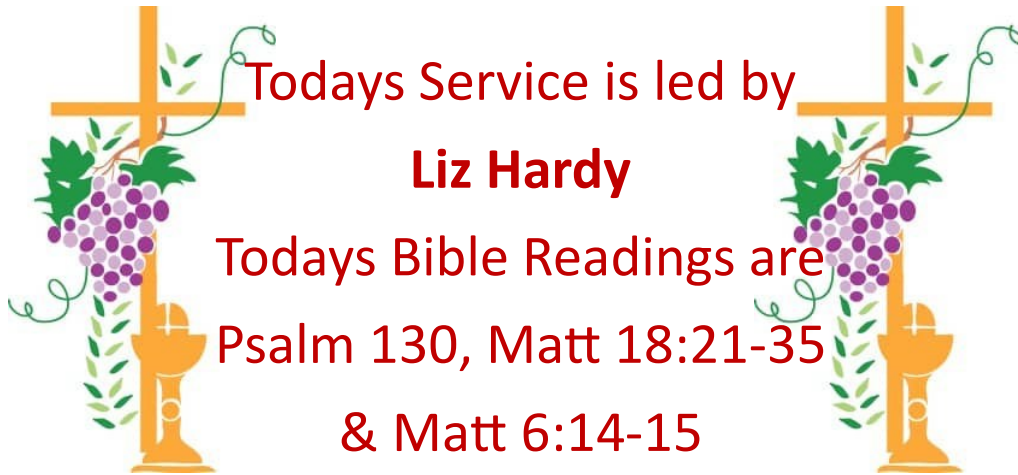 Todays Service is led by
Liz Hardy
Todays Bible Readings are
Psalm 130, Matt 18:21-35
& Matt 6:14-15